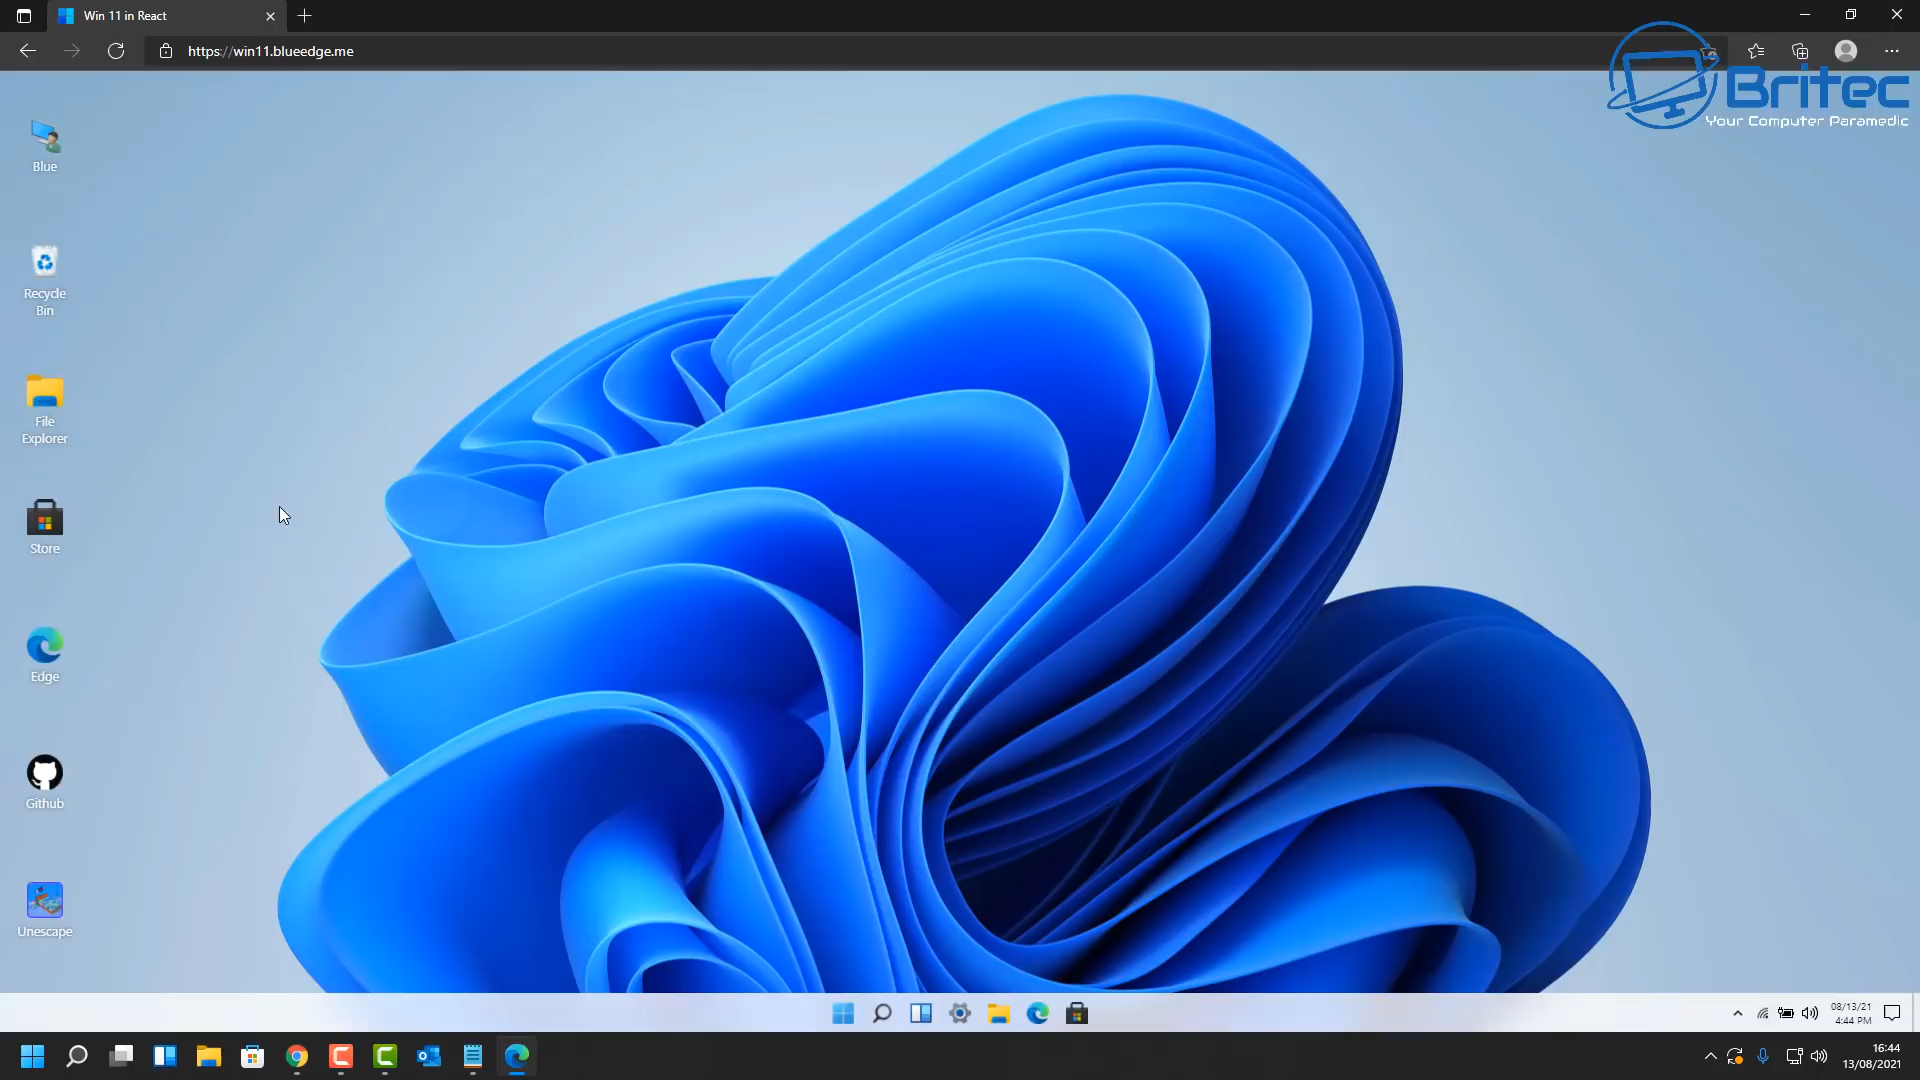 Win 11 in React
https://win11.blueedge.me
Britec
Your Computer Paramedic
Blue
Recycle
Bin
File
Explorer
Store
Edge
Github
Unescape
08/13/21
4:44 PM
16:44
13/08/2021